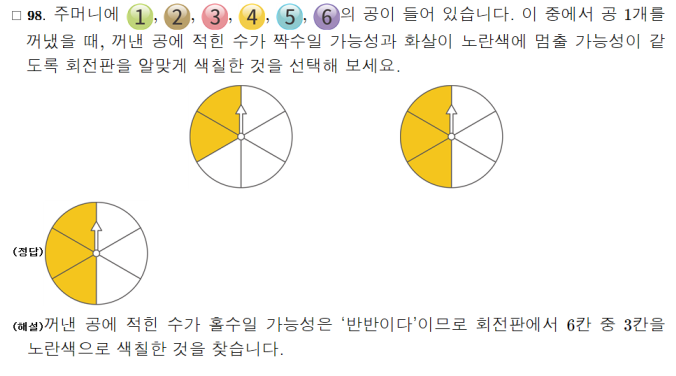 □ 98. 주머니에 1, 2, 3, 4, 5, 6의 공이 들어 있습니다. 이 중에서 공 1개를
꺼냈을 때, 꺼낸 공에 적힌 수가 짝수일 가능성과 화살이 노란색에 멈출 가능성이 같
도록 회전판을 알맞게 색칠한 것을 선택해 보세요.
(정답)
(해설)꺼낸 공에 적힌 수가 홀수일 가능성은 ‘반반이다’이므로 회전판에서 6칸 중 3칸을
노란색으로 색칠한 것을 찾습니다.